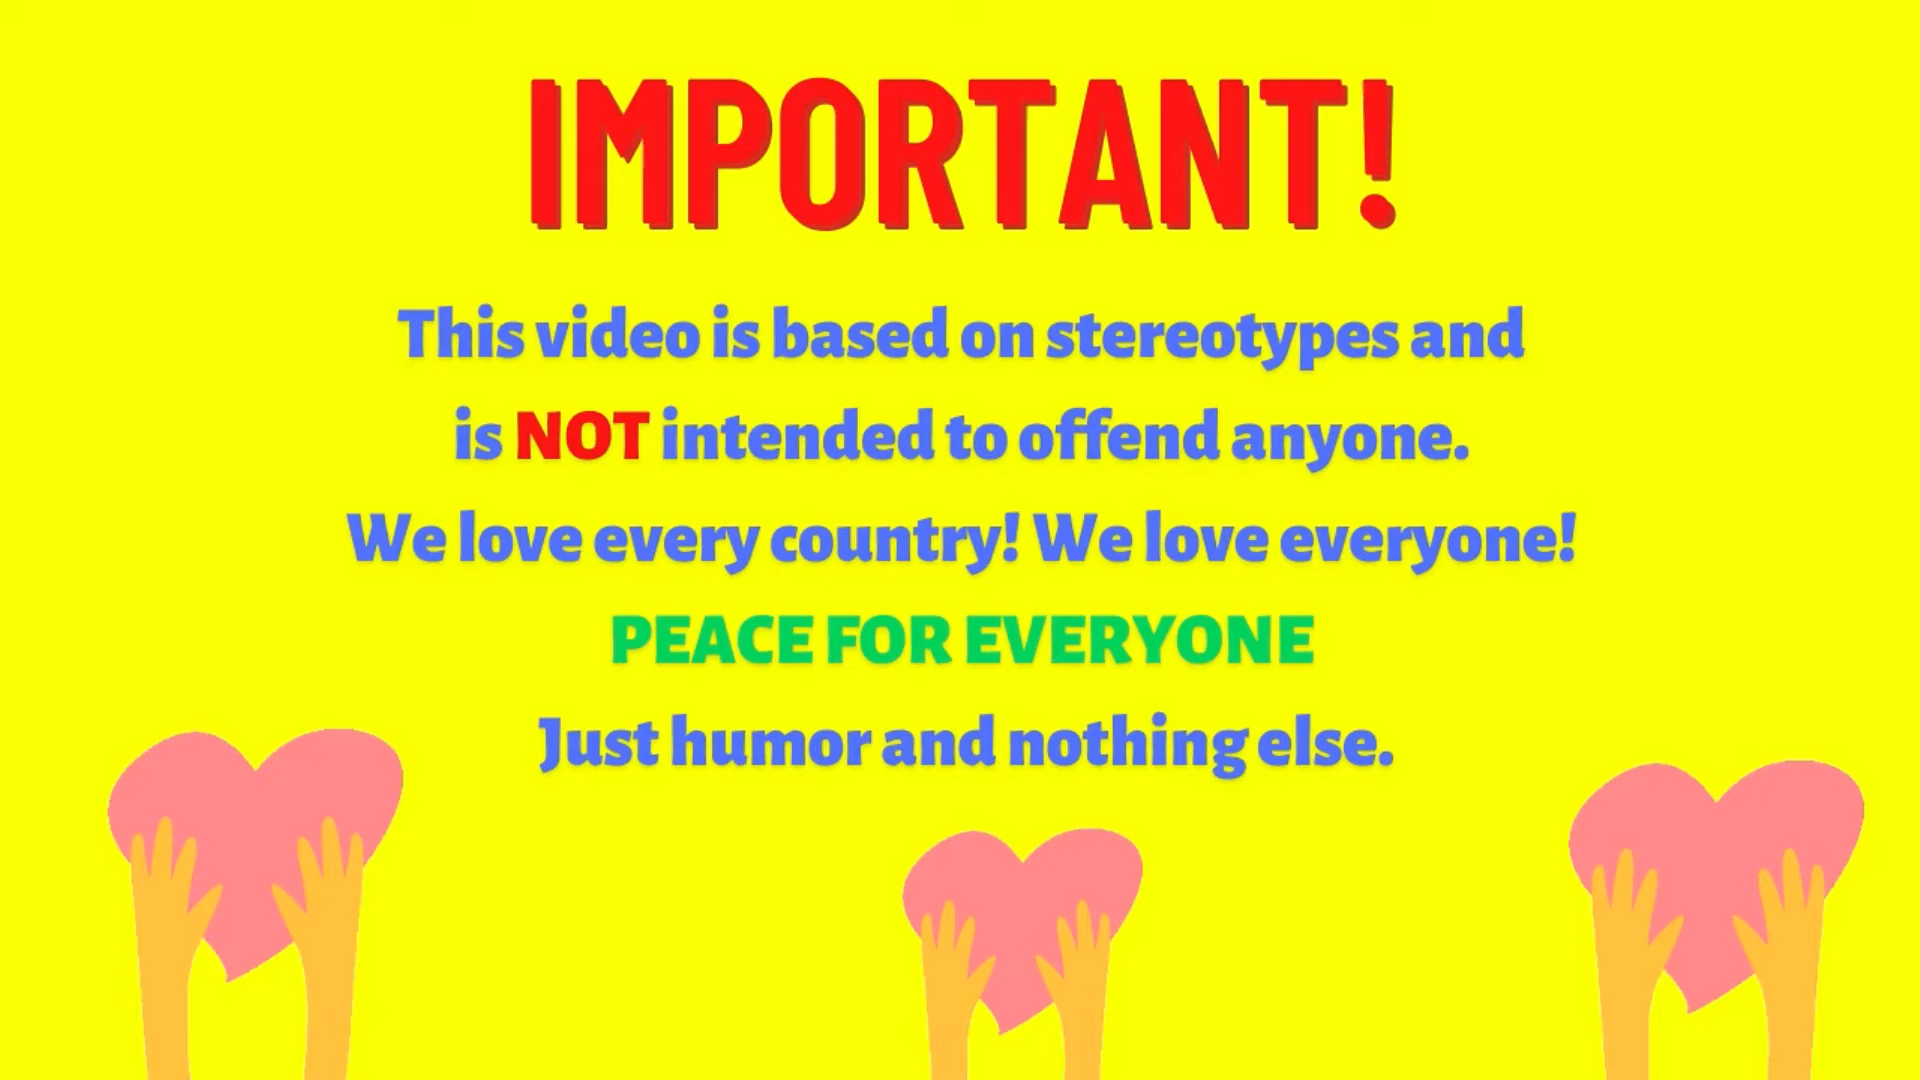 IMPORTANT!
This video is based on stereotypes and
is NOT intended to offend anyone.
We love every country! We love everyone!
PEACE FOR EVERYONE
Just humor and nothing else.